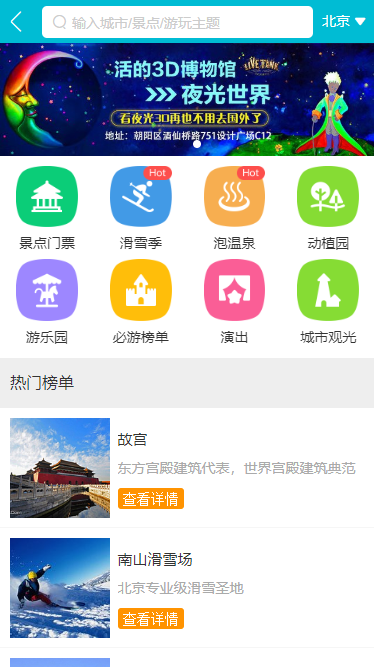 输入城市/景点/游玩主题
北京
活的3D博物馆
LIVE TANK
夜光世界
看夜光3D再也不用去国外了
地址：朝阳区酒仙桥路751设计广场C12
Hot
Hot
景点门票
滑雪季
泡温泉
动植园
游乐园
必游榜单
演出
城市观光
热门榜单
故宫
东方宫殿建筑代表，世界宫殿建筑典范
查看详情
南山滑雪场
北京专业级滑雪圣地
查看详情